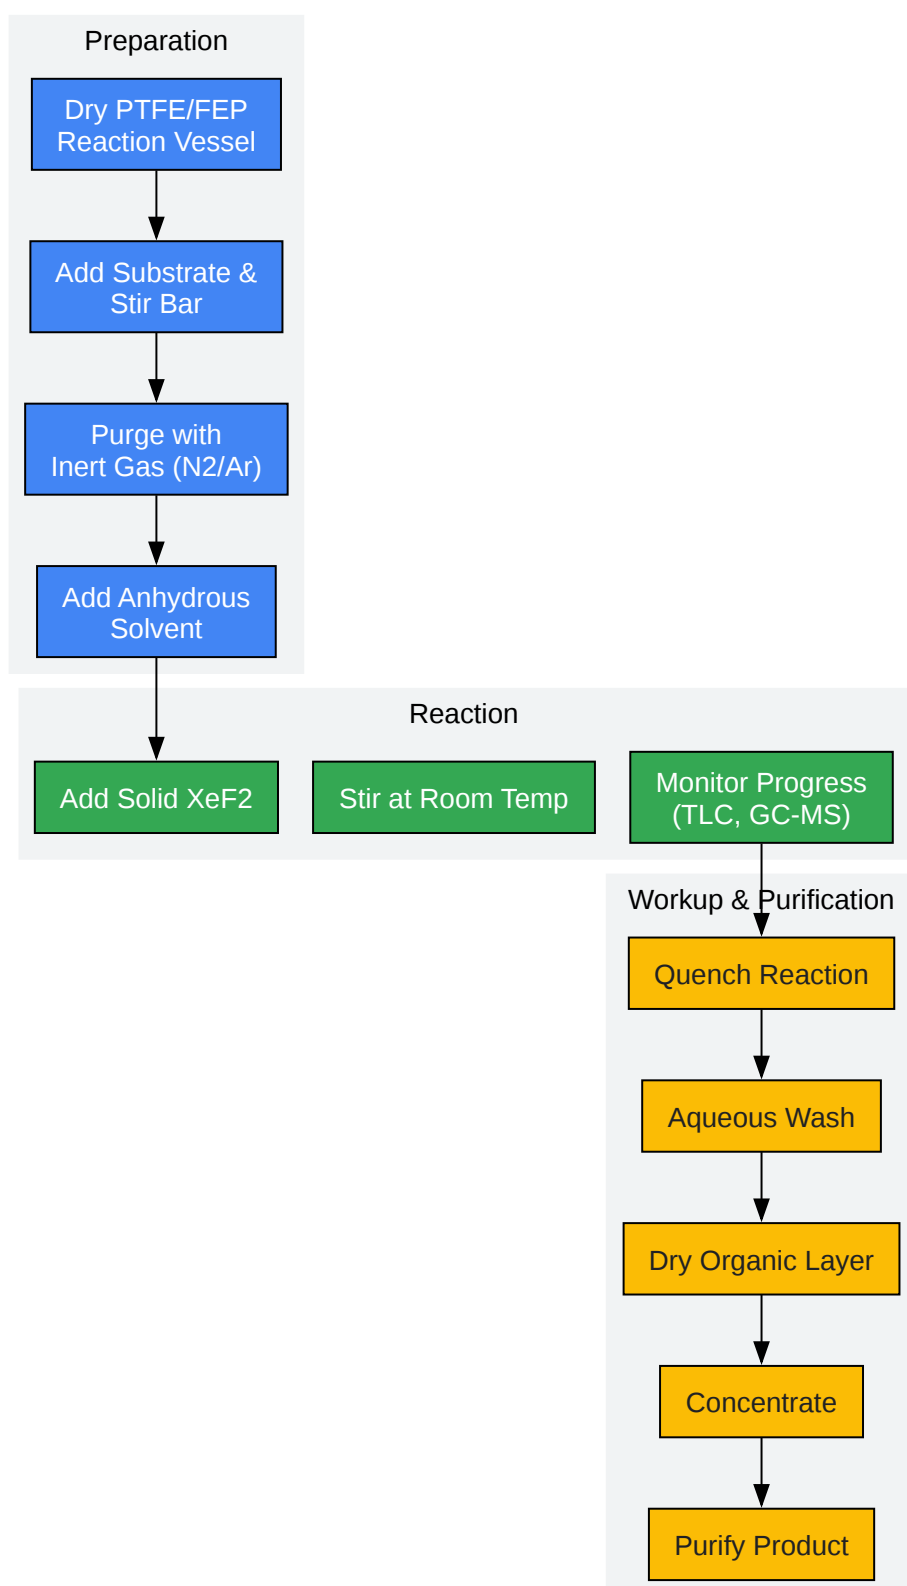 Preparation
Dry PTFE/FEP
Reaction Vessel
Add Substrate &
Stir Bar
Purge with
Inert Gas (N2/Ar)
Add Anhydrous
Solvent
Reaction
Add Solid XeF2
Stir at Room Temp
Monitor Progress
(TLC, GC-MS)
Workup & Purification
Quench Reaction
Aqueous Wash
Dry Organic Layer
Concentrate
Purify Product